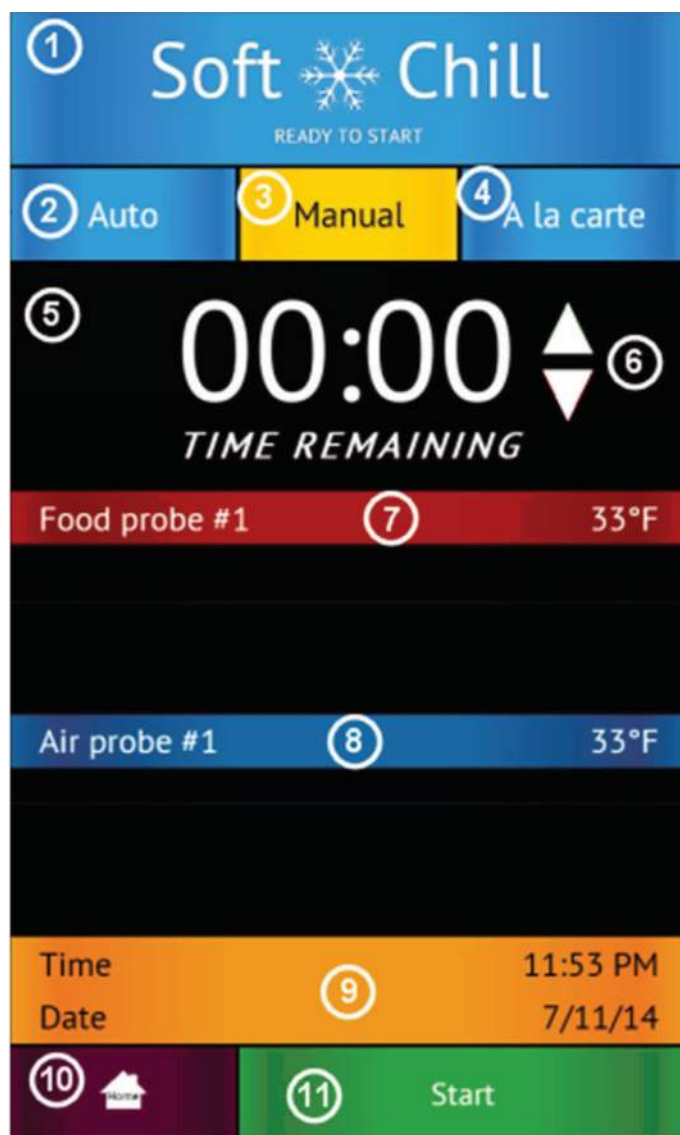 1
Soft Chill
READY TO START
2 Auto 3 Manual 4 A la carte
5 00:00 6
TIME REMAINING
Food probe #1 7 33°F
Air probe #1 8 33°F
Time 11:53 PM
9
Date 7/11/14
10 Home 11 Start